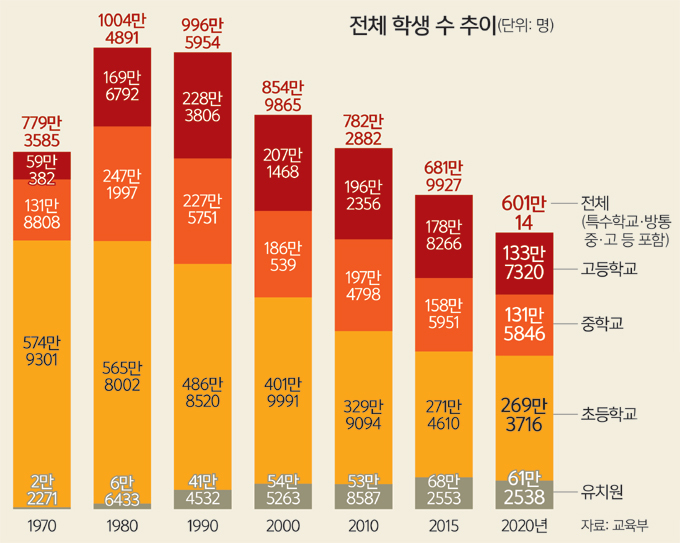 전체 학생 수 추이(단위: 명)
779만
3585
59만
382
131만
8808
574만
9301
2만
2271
1970
1004만
4891
169만
6792
247만
1997
565만
8002
6만
6433
1980
996만
5954
228만
3806
227만
5751
486만
8520
41만
4532
1990
854만
9865
207만
1468
186만
539
401만
9991
54만
5263
2000
782만
2882
196만
2356
197만
4798
329만
9094
53만
8587
2010
681만
9927
178만
8266
158만
5951
271만
4610
68만
2553
2015
601만
14
133만
7320
131만
5846
269만
3716
61만
2538
2020년
전체
(특수학교·방통
중·고 등 포함)
고등학교
중학교
초등학교
유치원
자료: 교육부